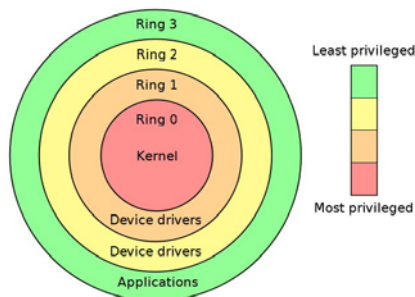 Ring 3
Ring 2
Ring 1
Ring 0
Kernel
Device drivers
Device drivers
Applications
Least privileged
Most privileged